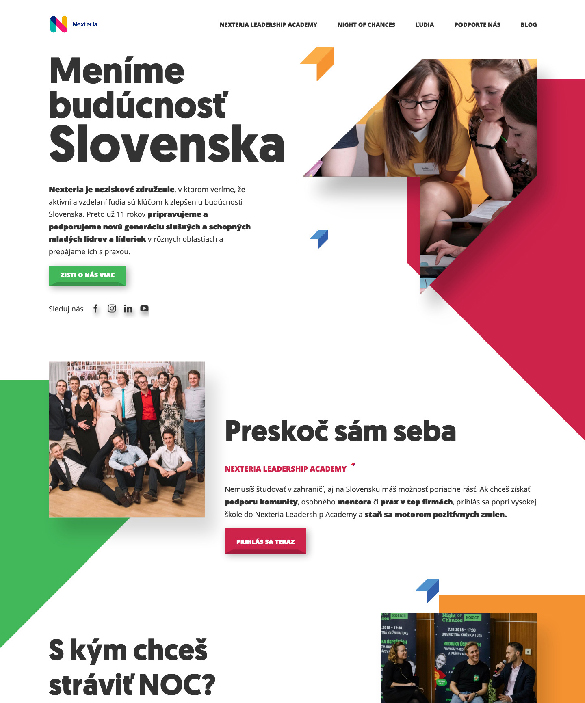 Nexteria
NEXTERIA LEADERSHIP ACADEMY
NIGHT OF CHANCES
ĽUDIA
PODPORTE NÁS
BLOG
Meníme
budúcnosť
Slovenska
Nexteria je neziskové združenie, v ktorom veríme, že
aktívni a vzdelaní ľudia sú kľúčom k zlepšeniu budúcnosti
Slovenska. Preto už 11 rokov pripravujeme a
podporujeme novú generáciu slušných a schopných
mladých lídrov a líderiek v rôznych oblastiach a
prepájame ich s praxou.
ZISTI O NÁS VIAC
Sleduj nás
Preskoč sám seba
NEXTERIA LEADERSHIP ACADEMY
Nemusíš študovať v zahraničí, aj na Slovensku máš možnosť poriadne rásť. Ak chceš získať
podporu komunity, osobného mentora či prax v top firmách, prihlás sa popri vysokej
škole do Nexteria Leadership Academy a staň sa motorom pozitívnych zmien.
PRIHLÁS SA TERAZ
S kým chceš
stráviť NOC?